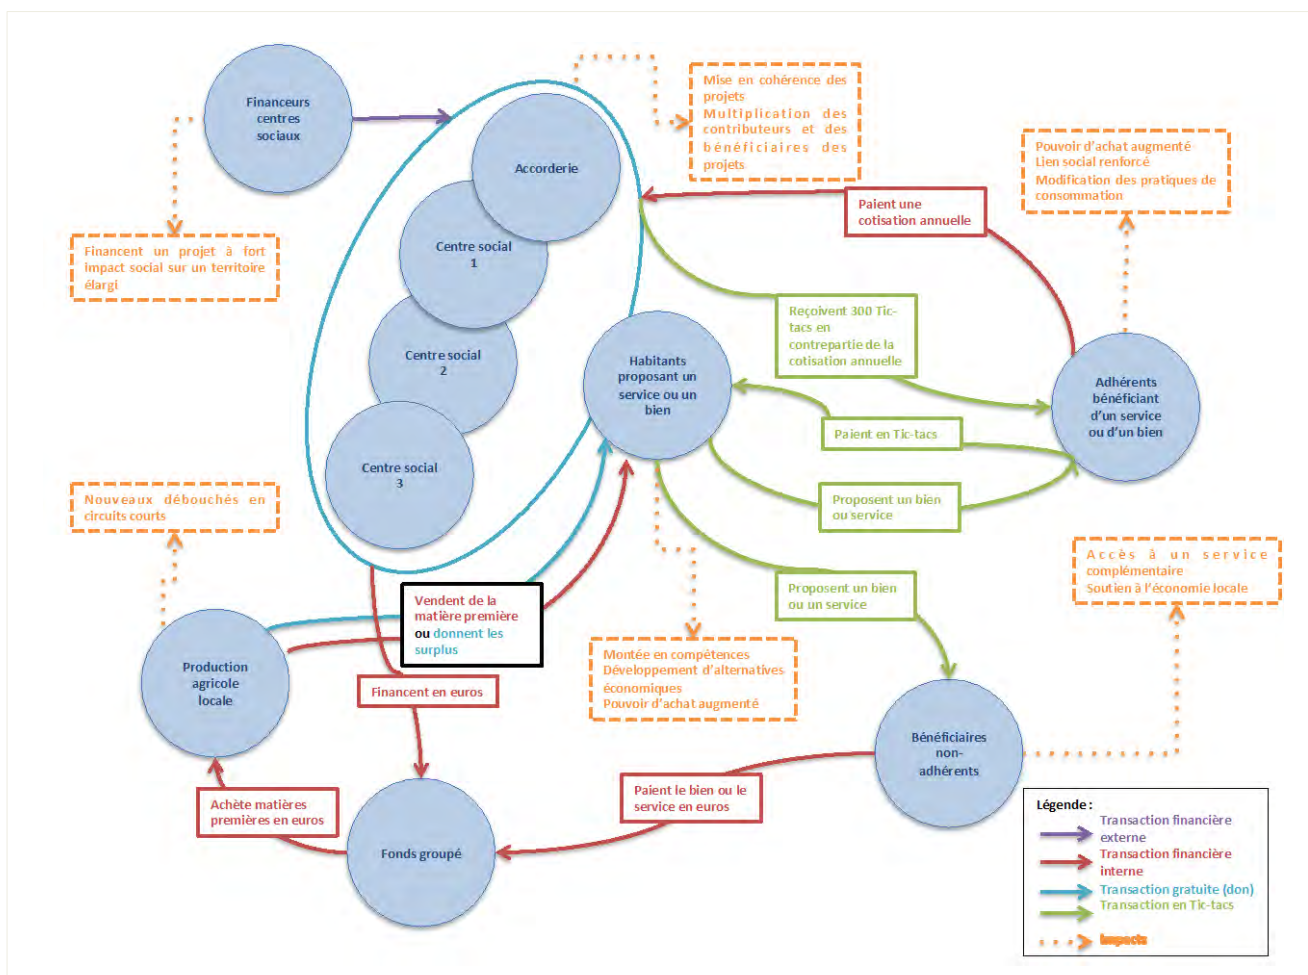 Financeurs
centres
sociaux
Accorderie
Centre social
1
Centre social
2
Centre social
3
Mise en cohérence des
projets
Multiplication des
contributeurs et des
bénéficiaires des
projets
Pouvoir d'achat augmenté
Lien social renforcé
Modification des pratiques de
consommation
Paient une
cotisation annuelle
Financent un projet à fort
impact social sur un territoire
élargi
Reçoivent 300 Tic-
tacs en
contrepartie de la
cotisation annuelle
Habitants
proposant un
service ou un
bien
Adhérents
bénéficiant
d'un service
ou d'un bien
Paient en Tic-tacs
Proposent un bien
ou service
Nouveaux débouchés en
circuits courts
Accès à un service
complémentaire
Soutien à l'économie locale
Vendent de la
matière première
ou donnent les
surplus
Proposent un bien
ou un service
Production
agricole
locale
Financent en euros
Montée en compétences
Développement d'alternatives
économiques
Pouvoir d'achat augmenté
Bénéficiaires
non-
adhérents
Achète matières
premières en euros
Paient le bien ou le
service en euros
Fonds groupé
Légende :
Transaction financière
externe
Transaction financière
interne
Transaction gratuite (don)
Transaction en Tic-tacs
Impacts